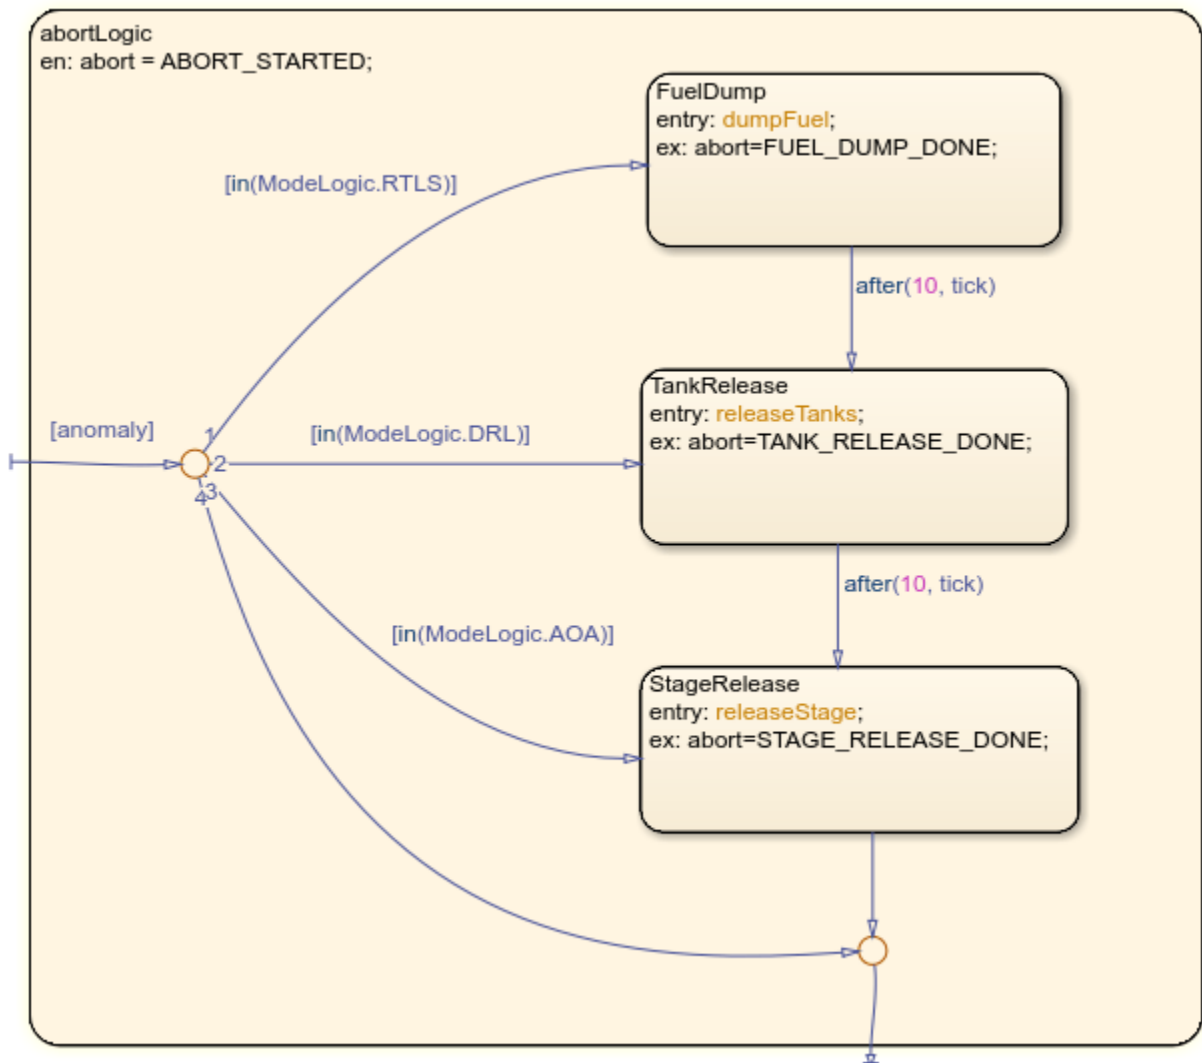 abortLogic
en: abort = ABORT_STARTED;
FuelDump
entry: dumpFuel;
ex: abort=FUEL_DUMP_DONE;
[in(ModeLogic.RTLS)]
after(10, tick)
TankRelease
entry: releaseTanks;
ex: abort=TANK_RELEASE_DONE;
[anomaly]
1
[in(ModeLogic.DRL)]
2
3
4
after(10, tick)
[in(ModeLogic.AOA)]
StageRelease
entry: releaseStage;
ex: abort=STAGE_RELEASE_DONE;